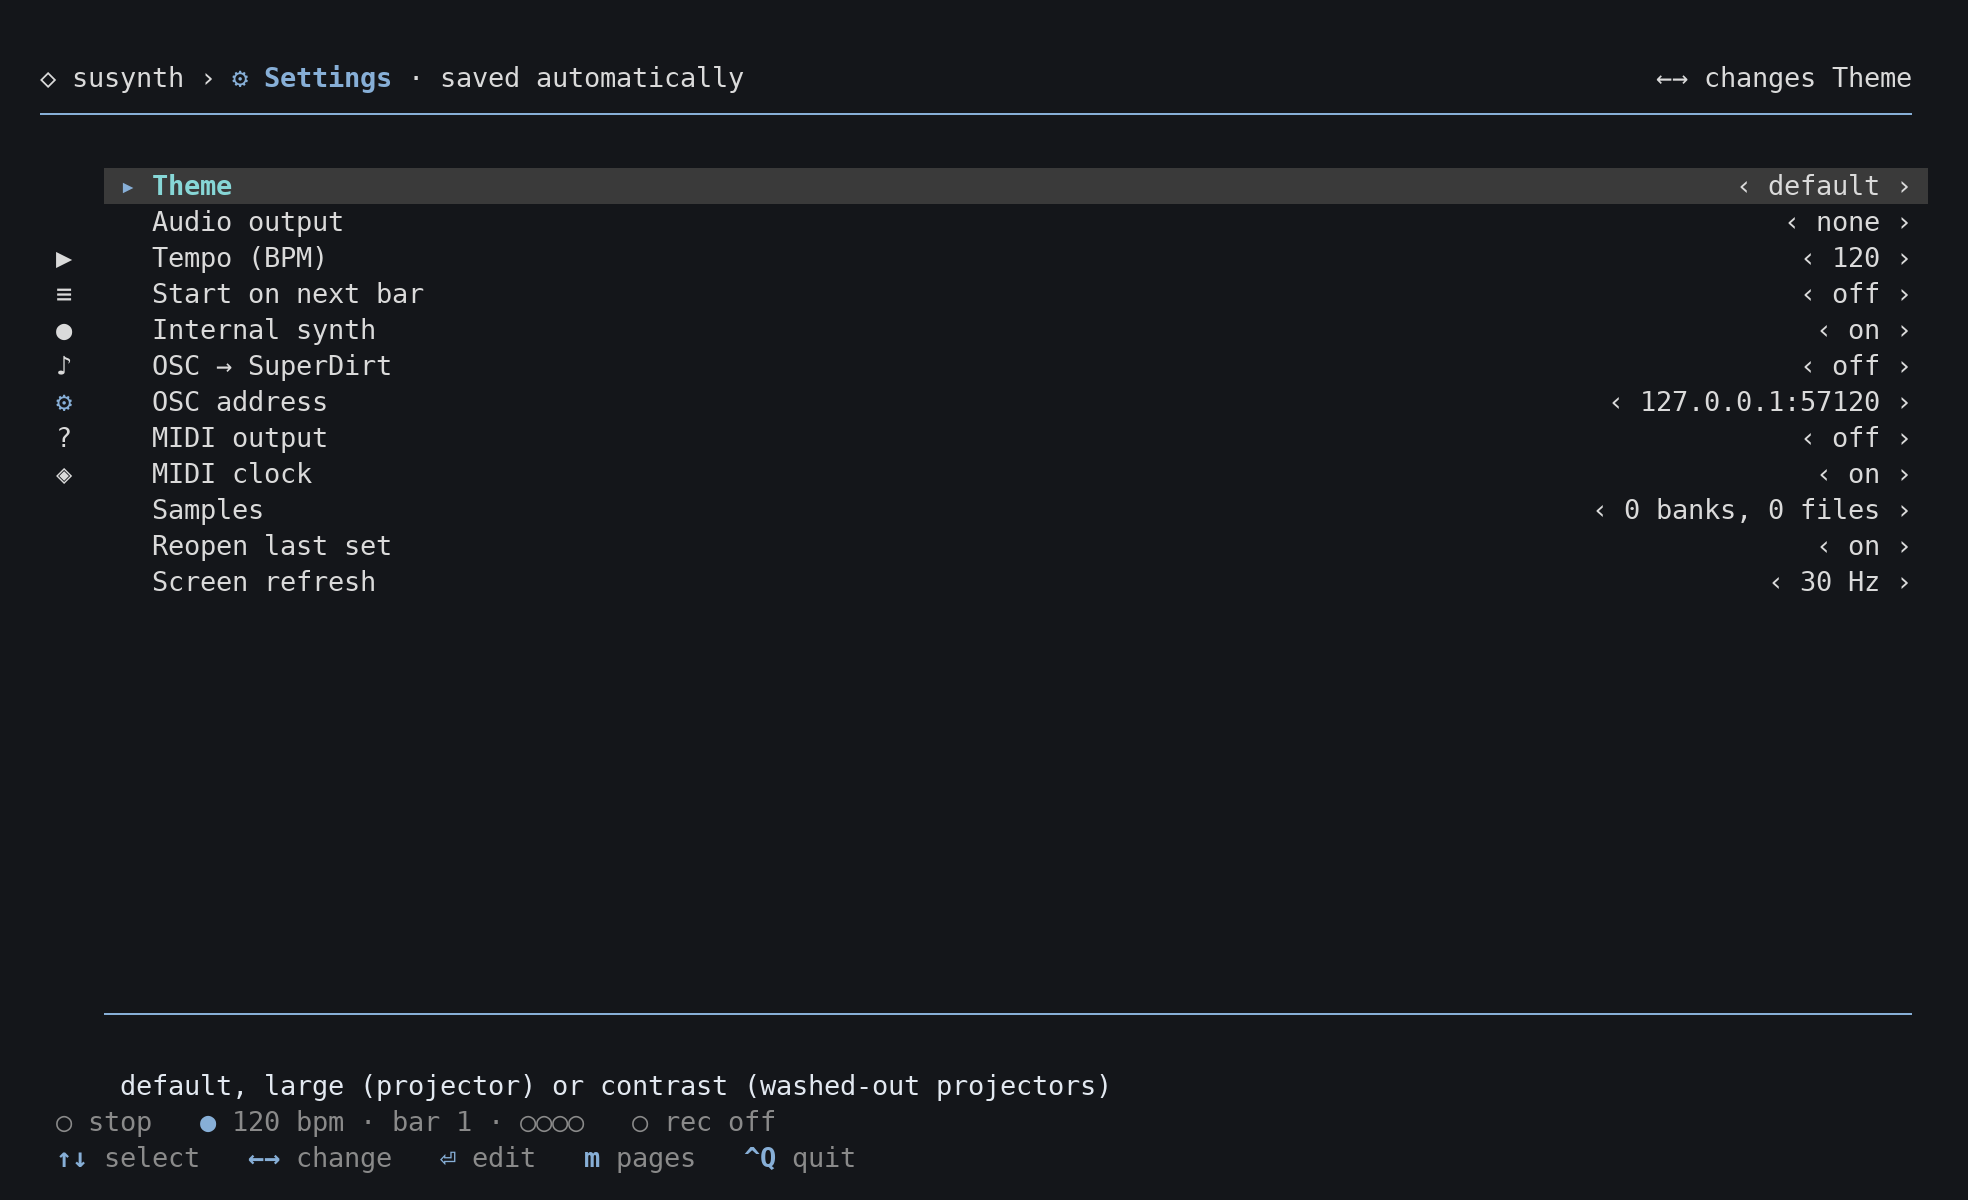 ◇ susynth › ⚙ Settings · saved automatically ←→ changes Theme
▸ Theme ‹ default ›
Audio output ‹ none ›
▶ Tempo (BPM) ‹ 120 ›
≡ Start on next bar ‹ off ›
● Internal synth ‹ on ›
♪ OSC → SuperDirt ‹ off ›
⚙ OSC address ‹ 127.0.0.1:57120 ›
? MIDI output ‹ off ›
◈ MIDI clock ‹ on ›
Samples ‹ 0 banks, 0 files ›
Reopen last set ‹ on ›
Screen refresh ‹ 30 Hz ›
default, large (projector) or contrast (washed-out projectors)
○ stop ● 120 bpm · bar 1 · ○○○○ ○ rec off
↑↓ select ←→ change ⏎ edit m pages ^Q quit